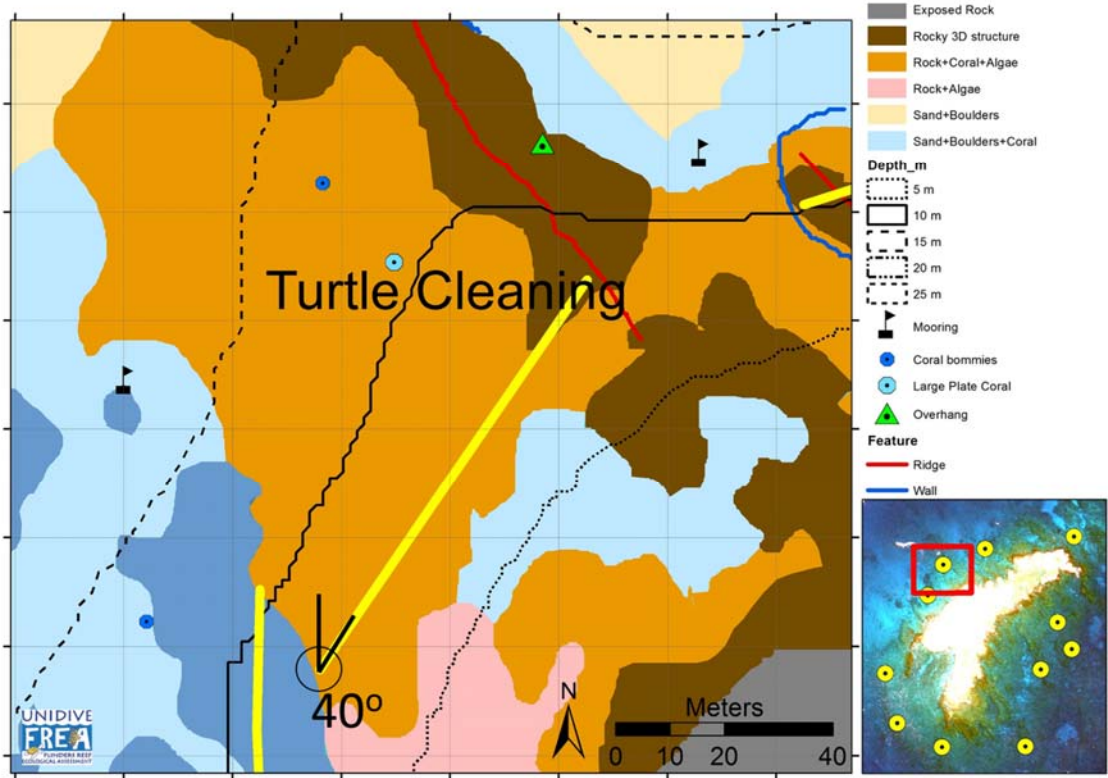 Turtle Cleaning
40º
N
Meters
0 10 20 40
UNIDIVE
FREA
FLINDERS REEF
ECOLOGICAL ASSESSMENT
Exposed Rock
Rocky 3D structure
Rock+Coral+Algae
Rock+Algae
Sand+Boulders
Sand+Boulders+Coral
Depth_m
5 m
10 m
15 m
20 m
25 m
Mooring
Coral bommies
Large Plate Coral
Overhang
Feature
Ridge
Wall